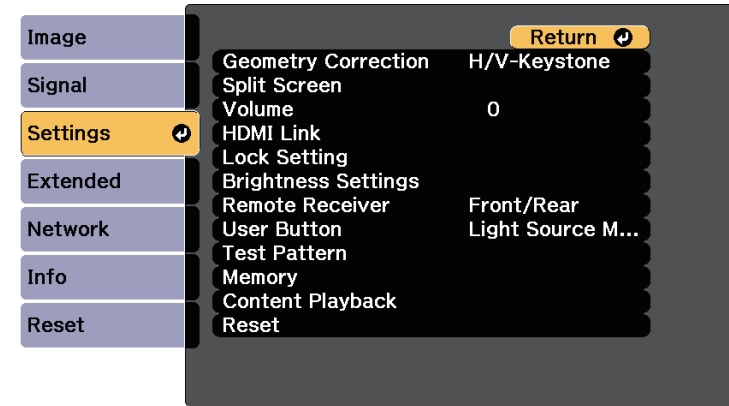 Image
Signal
Settings
Extended
Network
Info
Reset
Return
Geometry Correction H/V-Keystone
Split Screen
Volume 0
HDMI Link
Lock Setting
Brightness Settings
Remote Receiver Front/Rear
User Button Light Source M...
Test Pattern
Memory
Content Playback
Reset